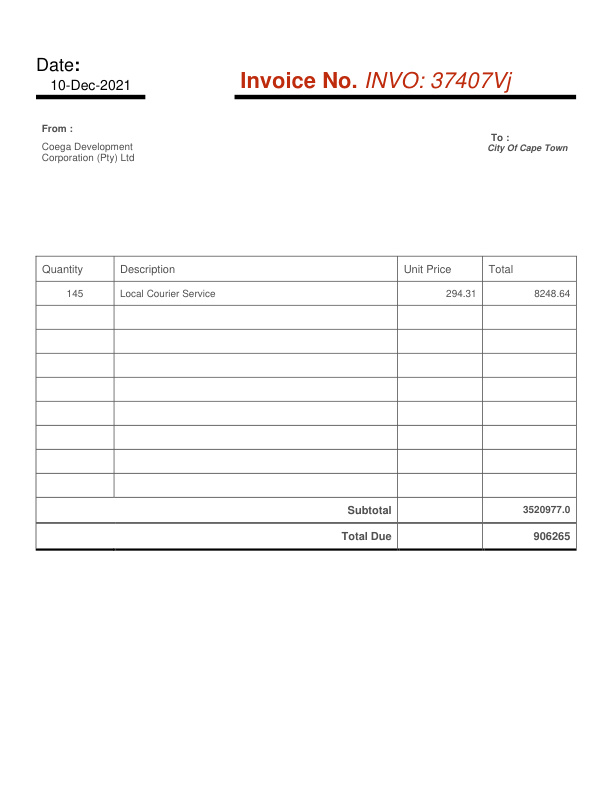 Date:
10-Dec-2021
Invoice No. INVO: 37407Vj
From :
Coega Development
Corporation (Pty) Ltd
To :
City Of Cape Town
Quantity Description Unit Price Total
145 Local Courier Service 294.31 8248.64
Subtotal 3520977.0
Total Due 906265